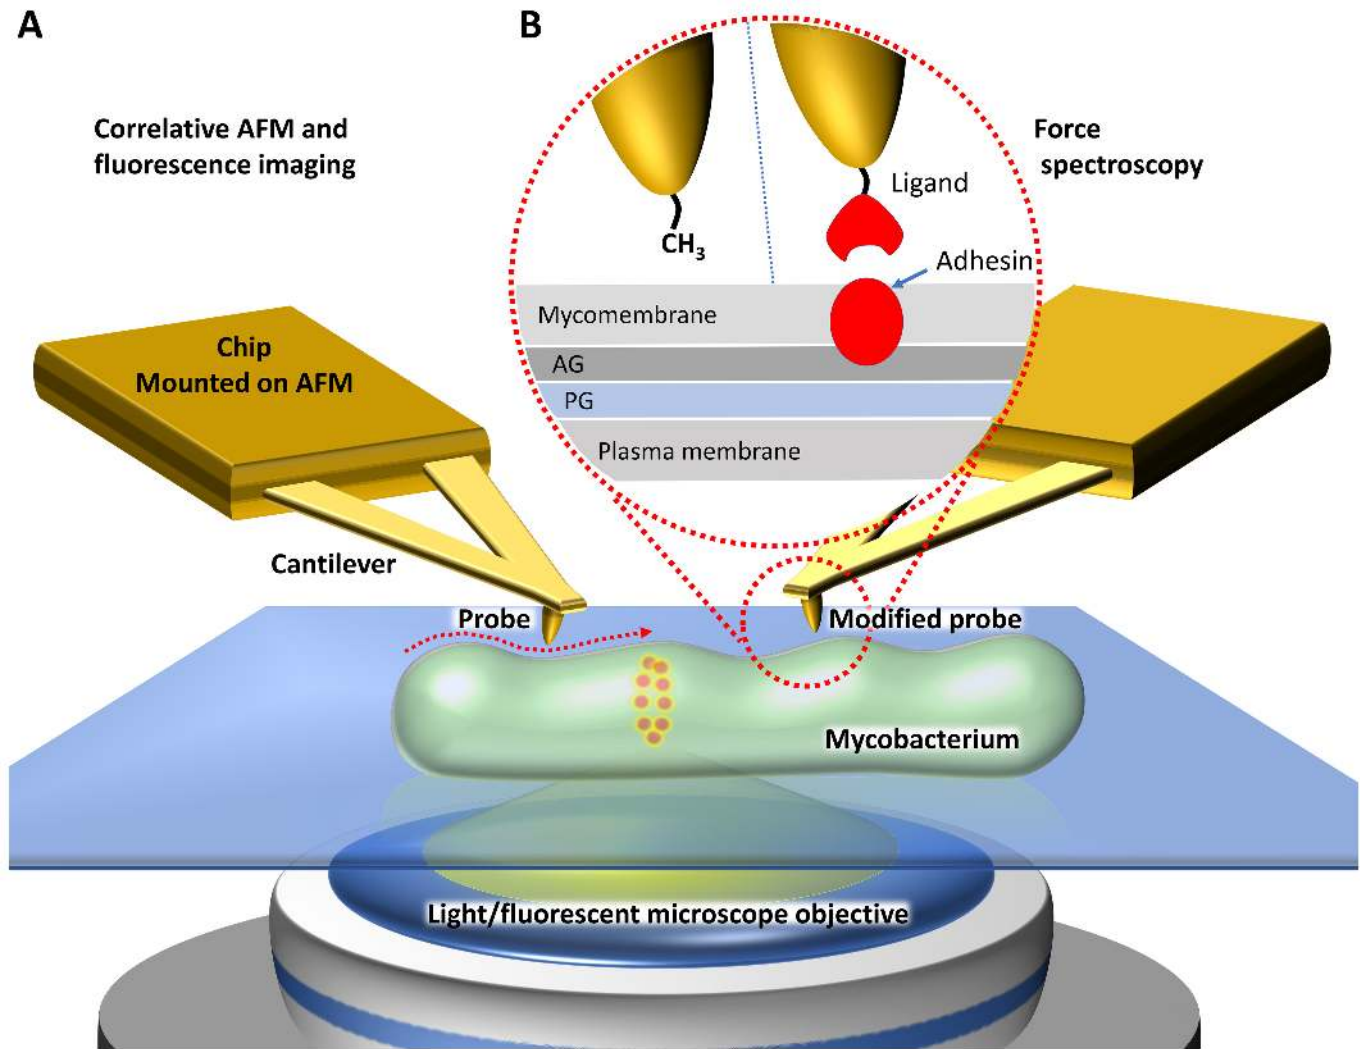 A
B
Correlative AFM and
fluorescence imaging
Force
spectroscopy
Ligand
CH₃
Adhesin
Mycomembrane
AG
PG
Plasma membrane
Chip
Mounted on AFM
Cantilever
Probe
Modified probe
Mycobacterium
Light/fluorescent microscope objective